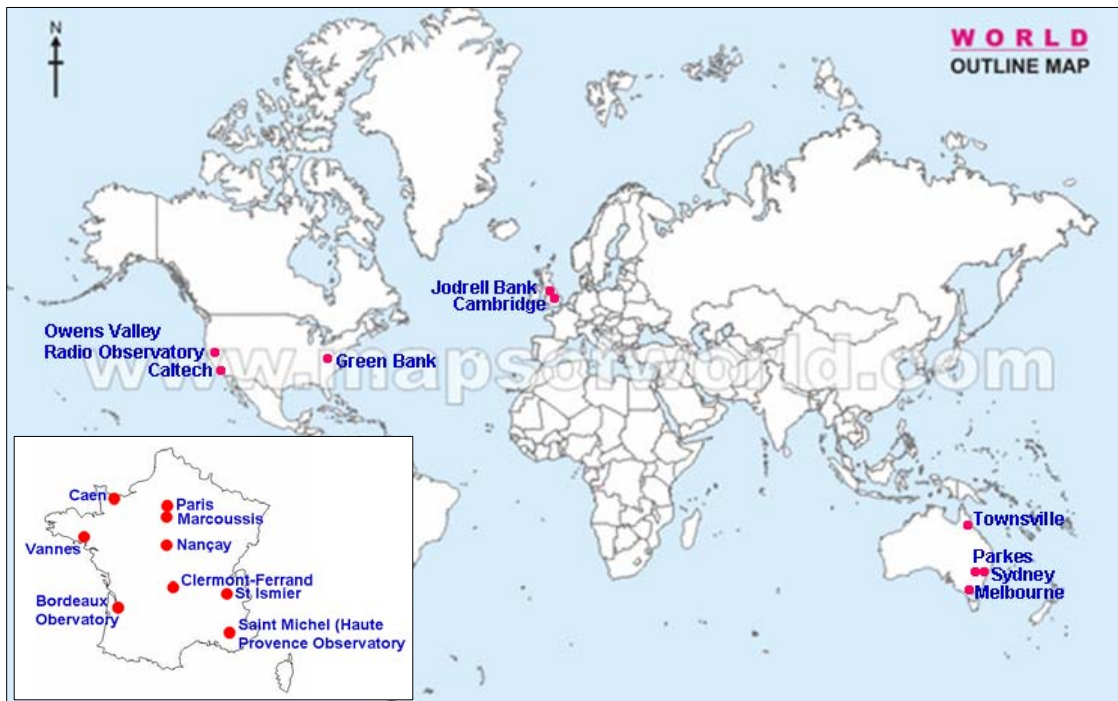 N
WORLD
OUTLINE MAP
Jodrell Bank
Cambridge
Owens Valley
Radio Observatory
Caltech
Green Bank
www.mapsofworld.com
Townsville
Parkes
Sydney
Melbourne
Caen
Paris
Marcoussis
Vannes
Nançay
Clermont-Ferrand
St Ismier
Bordeaux
Obervatory
Saint Michel (Haute
Provence Observatory